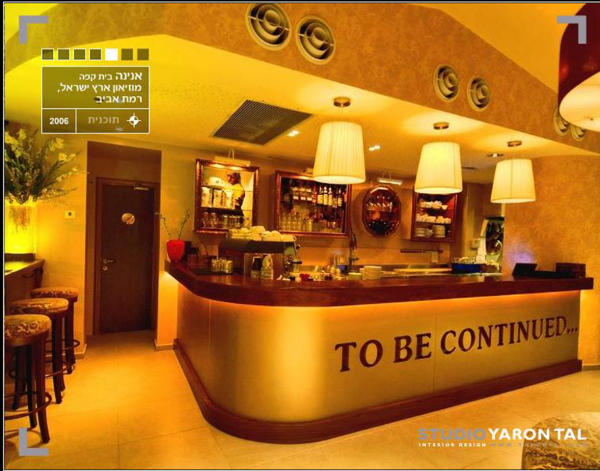 אנינה בית קפה
מוזיאון ארץ ישראל,
רמת אביב
2006 תוכנית
TO BE CONTINUED...
STUDIO YARON TAL
INTERIOR DESIGN